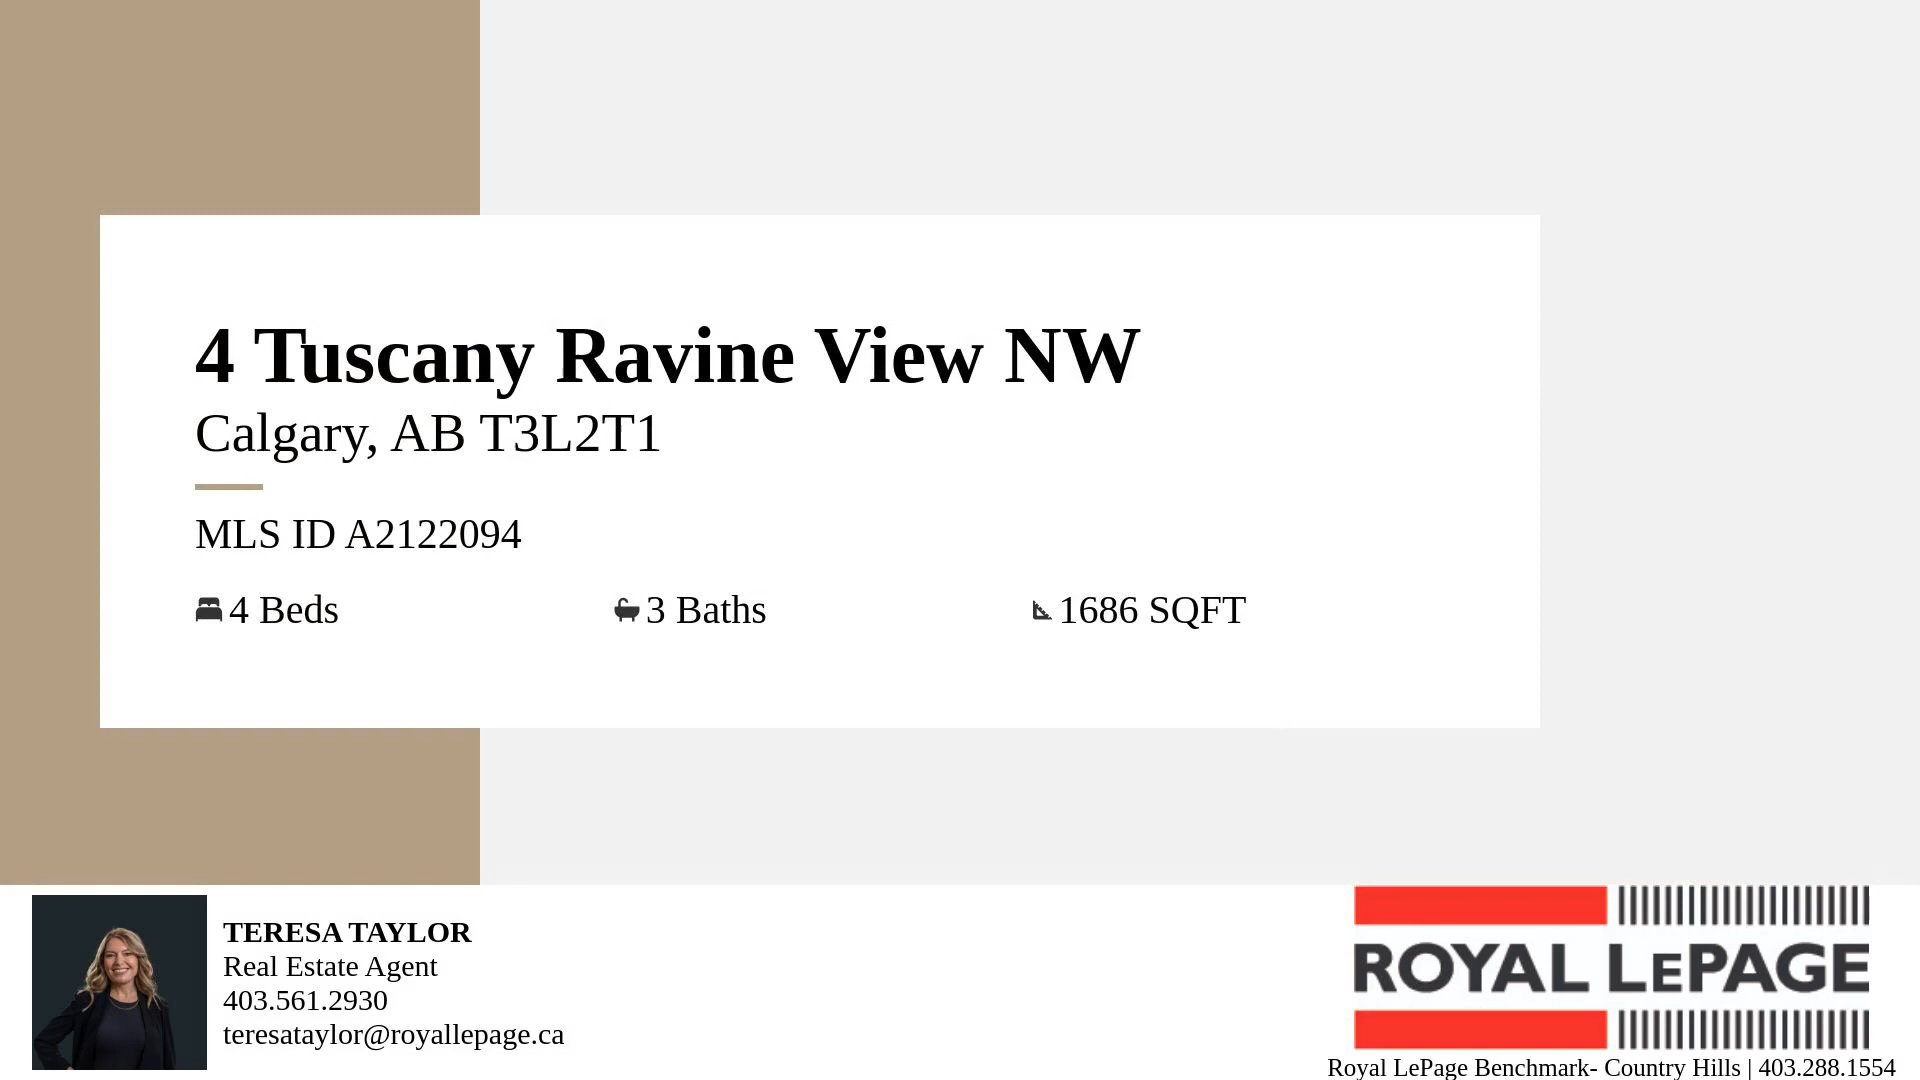 4 Tuscany Ravine View NW
Calgary, AB T3L2T1
MLS ID A2122094
4 Beds
3 Baths
1686 SQFT
TERESA TAYLOR
Real Estate Agent
403.561.2930
teresataylor@royallepage.ca
ROYAL LEPAGE
Royal LePage Benchmark- Country Hills | 403.288.1554